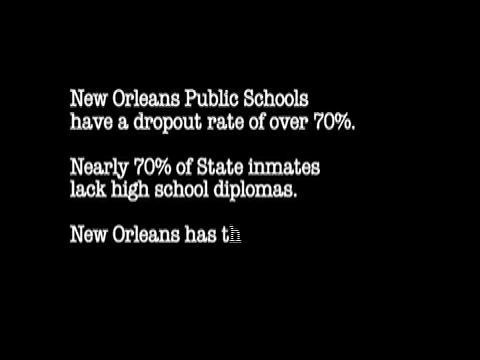 New Orleans Public Schools
have a dropout rate of over 70%.
Nearly 70% of State inmates
lack high school diplomas.
New Orleans has th